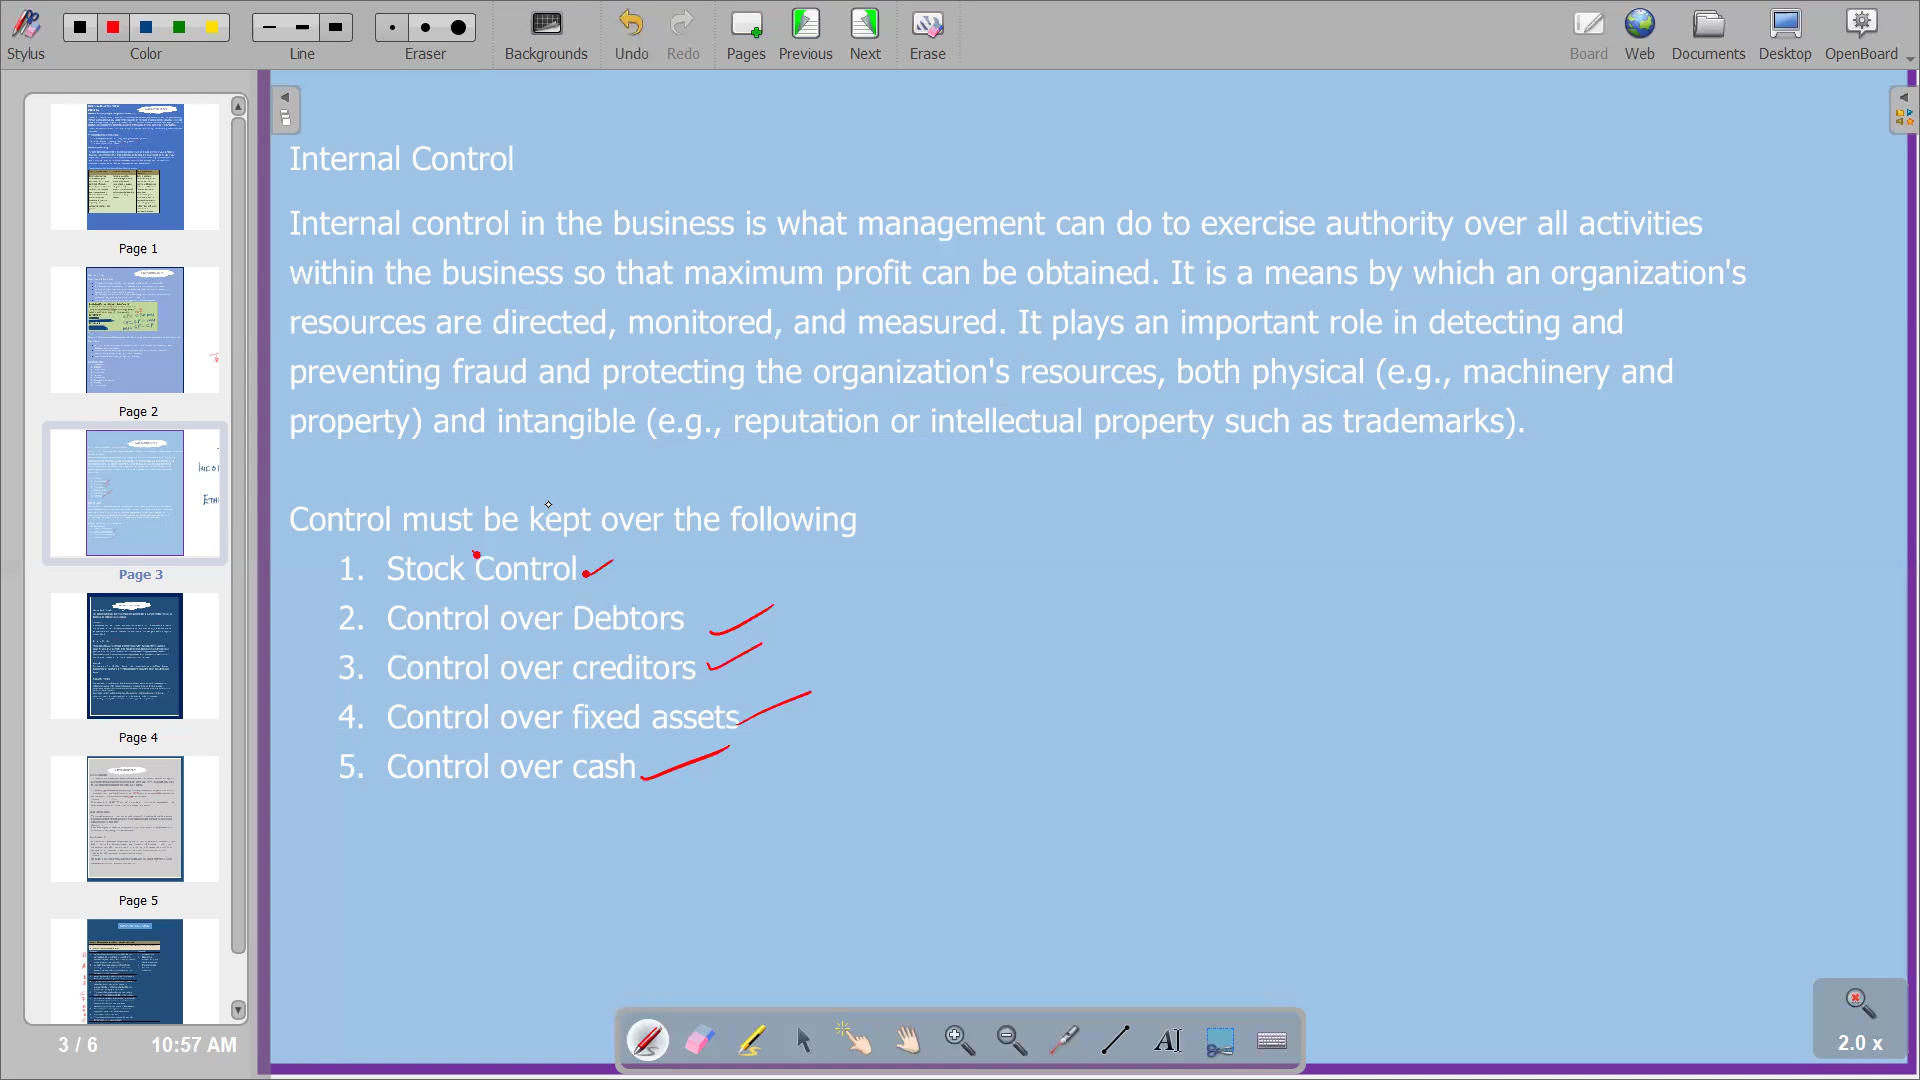 Stylus
Color
Line
Eraser
Backgrounds
Undo
Redo
Pages
Previous
Next
Erase
Board
Web
Documents
Desktop
OpenBoard
Page 1
Page 2
Page 3
Page 4
Page 5
3 / 6
10:57 AM
Internal Control
Internal control in the business is what management can do to exercise authority over all activities
within the business so that maximum profit can be obtained. It is a means by which an organization's
resources are directed, monitored, and measured. It plays an important role in detecting and
preventing fraud and protecting the organization's resources, both physical (e.g., machinery and
property) and intangible (e.g., reputation or intellectual property such as trademarks).
Control must be kept over the following
1. Stock Control
2. Control over Debtors
3. Control over creditors
4. Control over fixed assets
5. Control over cash
2.0 x